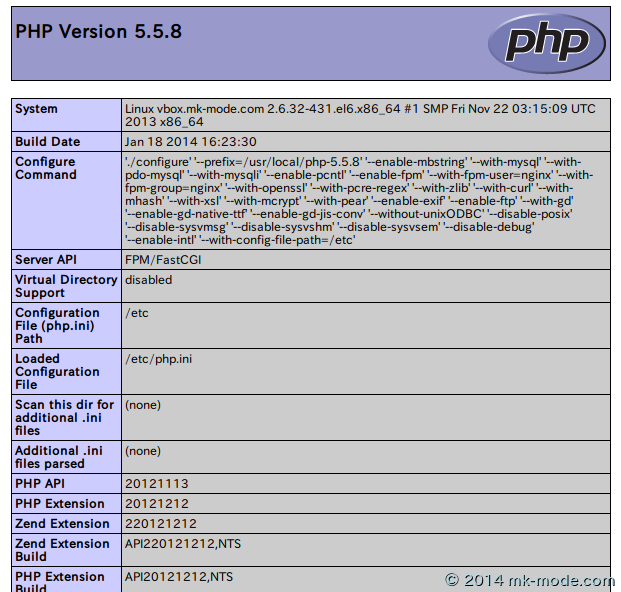 PHP Version 5.5.8
php
System
Linux vbox.mk-mode.com 2.6.32-431.el6.x86_64 #1 SMP Fri Nov 22 03:15:09 UTC
2013 x86_64
Build Date
Jan 18 2014 16:23:30
Configure
Command
'./configure' '--prefix=/usr/local/php-5.5.8' '--enable-mbstring' '--with-mysql' '--with-
pdo-mysql' '--with-mysqli' '--enable-pcntl' '--enable-fpm' '--with-fpm-user=nginx' '--with-
fpm-group=nginx' '--with-openssl' '--with-pcre-regex' '--with-zlib' '--with-curl' '--with-
mhash' '--with-xsl' '--with-mcrypt' '--with-pear' '--enable-exif' '--enable-ftp' '--with-gd'
'--enable-gd-native-ttf' '--enable-gd-jis-conv' '--without-unixODBC' '--disable-posix'
'--disable-sysvmsg' '--disable-sysvshm' '--disable-sysvsem' '--disable-debug'
'--enable-intl' '--with-config-file-path=/etc'
Server API
FPM/FastCGI
Virtual Directory
Support
disabled
Configuration
File (php.ini)
Path
/etc
Loaded
Configuration
File
/etc/php.ini
Scan this dir for
additional .ini
files
(none)
Additional .ini
files parsed
(none)
PHP API
20121113
PHP Extension
20121212
Zend Extension
220121212
Zend Extension
Build
API220121212,NTS
PHP Extension
Build
API20121212,NTS
© 2014 mk-mode.com